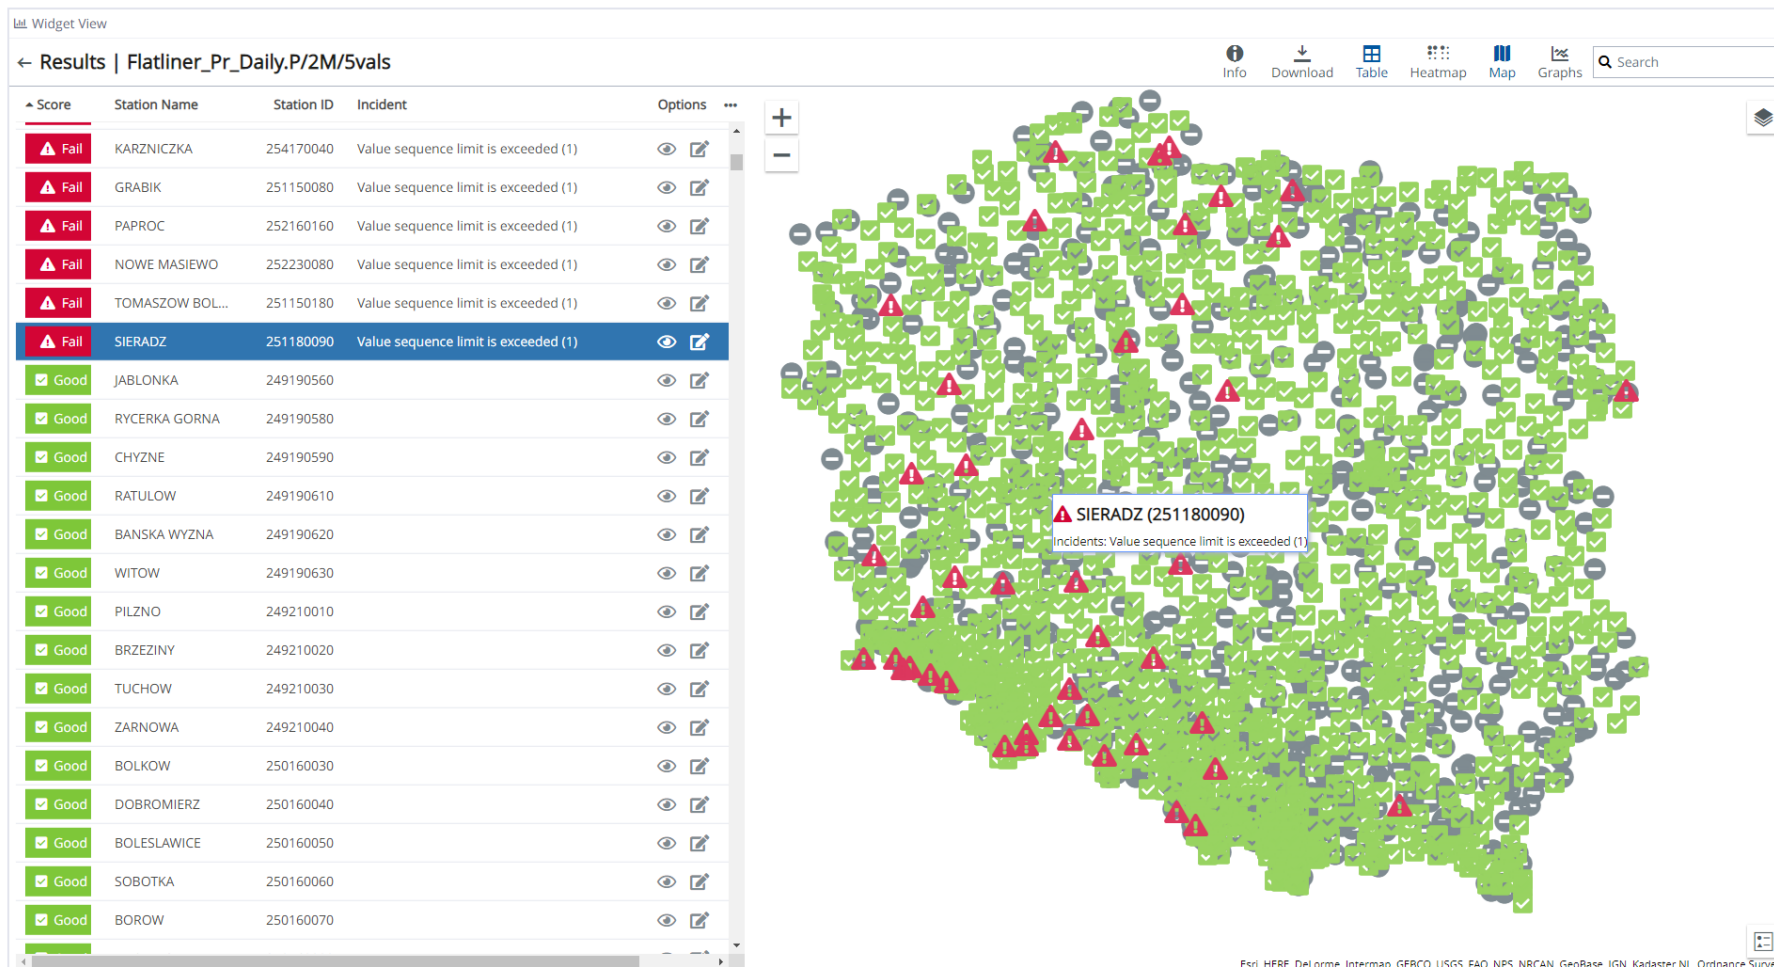 Widget View
← Results | Flatliner_Pr_Daily.P/2M/5vals
Info Download Table Heatmap Map Graphs Search
Score Station Name Station ID Incident Options ...
Fail KARZNICZKA 254170040 Value sequence limit is exceeded (1)
Fail GRABIK 251150080 Value sequence limit is exceeded (1)
Fail PAPROC 252160160 Value sequence limit is exceeded (1)
Fail NOWE MASIEWO 252230080 Value sequence limit is exceeded (1)
Fail TOMASZOW BOL... 251150180 Value sequence limit is exceeded (1)
Fail SIERADZ 251180090 Value sequence limit is exceeded (1)
Good JABLONKA 249190560
Good RYCERKA GORNA 249190580
Good CHYZNE 249190590
Good RATULOW 249190610
Good BANSKA WYZNA 249190620
Good WITOW 249190630
Good PILZNO 249210010
Good BRZEZINY 249210020
Good TUCHOW 249210030
Good ZARNOWA 249210040
Good BOLKOW 250160030
Good DOBROMIERZ 250160040
Good BOLESLAWICE 250160050
Good SOBOTKA 250160060
Good BOROW 250160070
+
−
SIERADZ (251180090)
Incidents: Value sequence limit is exceeded (1)
Esri, HERE, DeLorme, Intermap, GEBCO, USGS, FAO, NPS, NRCAN, GeoBase, IGN, Kadaster NL, Ordnance Surve